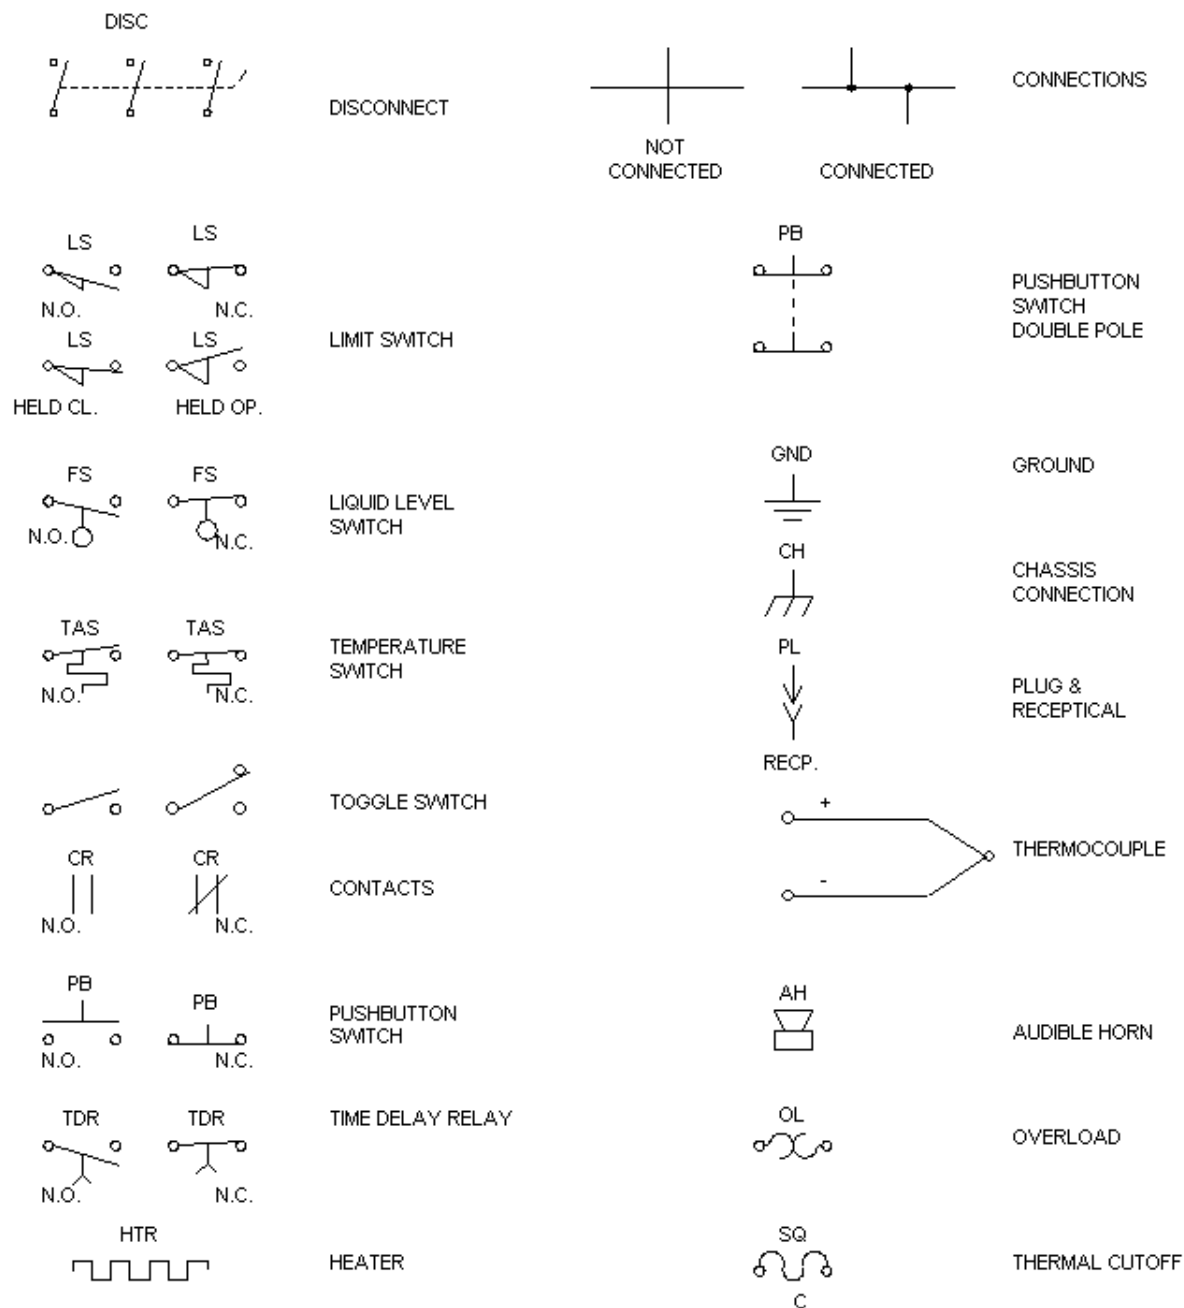 DISC
DISCONNECT
LS
LS
N.O.
N.C.
LIMIT SWITCH
LS
LS
HELD CL.
HELD OP.
FS
FS
LIQUID LEVEL
SWITCH
N.O.
N.C.
TAS
TAS
TEMPERATURE
SWITCH
N.O.
N.C.
TOGGLE SWITCH
CR
CR
CONTACTS
N.O.
N.C.
PB
PB
PUSHBUTTON
SWITCH
N.O.
N.C.
TDR
TDR
TIME DELAY RELAY
N.O.
N.C.
HTR
HEATER
CONNECTIONS
NOT
CONNECTED
CONNECTED
PB
PUSHBUTTON
SWITCH
DOUBLE POLE
GND
GROUND
CH
CHASSIS
CONNECTION
PL
PLUG &
RECEPTICAL
RECP.
+
THERMOCOUPLE
-
AH
AUDIBLE HORN
OL
OVERLOAD
SQ
THERMAL CUTOFF
C